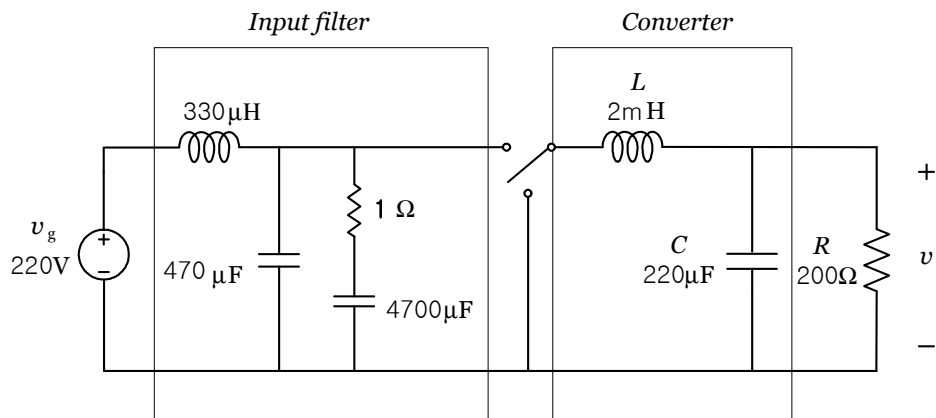 Input filter
Converter
330µH
L
2mH
+
1 Ω
v_g
220V
+
−
470 µF
4700µF
C
220µF
R
200Ω
v
−